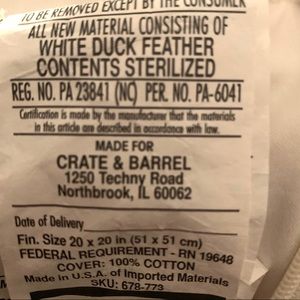 TO BE REMOVED EXCEPT BY THE CONSUMER
ALL NEW MATERIAL CONSISTING OF
WHITE DUCK FEATHER
CONTENTS STERILIZED
REG. NO. PA 23841 (NC) PER. NO. PA-6041
Certification is made by the manufacturer that the materials
in this article are described in accordance with law.
MADE FOR
CRATE & BARREL
1250 Techny Road
Northbrook, IL 60062
Date of Delivery
Fin. Size 20 x 20 in (51 x 51 cm)
FEDERAL REQUIREMENT - RN 19648
COVER: 100% COTTON
Made in U.S.A. of Imported Materials
SKU: 678-773